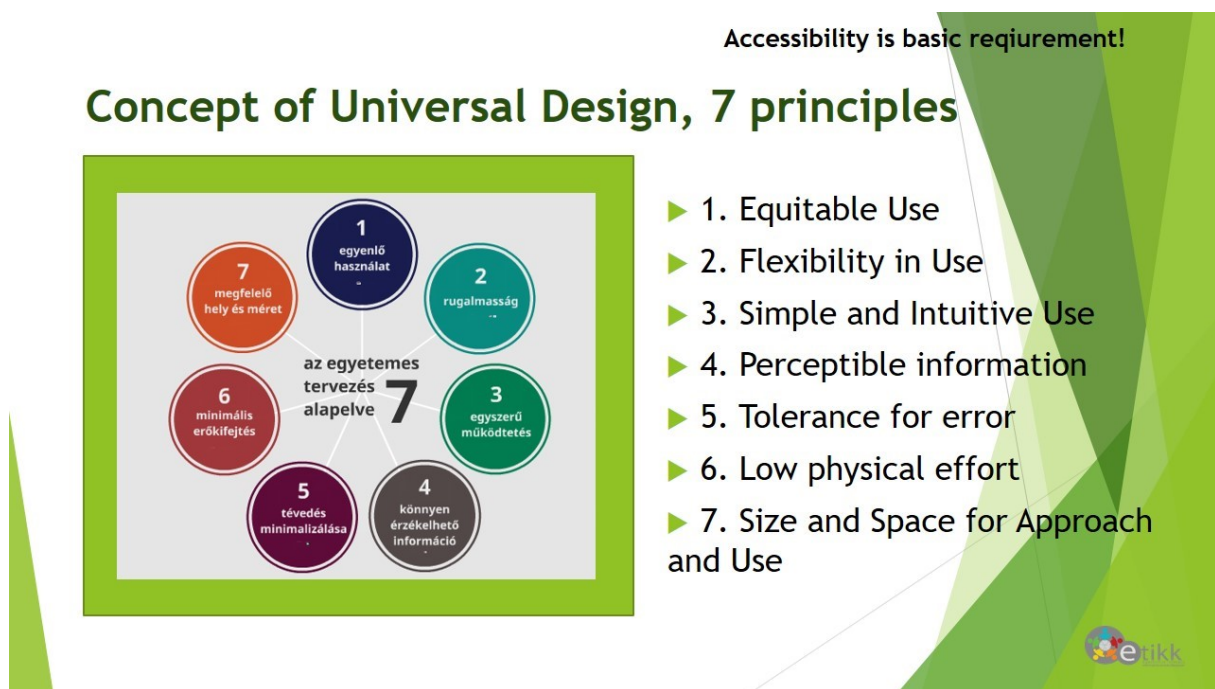 Accessibility is basic reqiurement!
Concept of Universal Design, 7 principles
1
egyenlő
használat
2
rugalmasság
3
egyszerű
működtetés
4
könnyen
érzékelhető
információ
5
tévedés
minimalizálása
6
minimális
erőkifejtés
7
megfelelő
hely és méret
az egyetemes
tervezés
alapelve 7
1. Equitable Use
2. Flexibility in Use
3. Simple and Intuitive Use
4. Perceptible information
5. Tolerance for error
6. Low physical effort
7. Size and Space for Approach
and Use
etikk